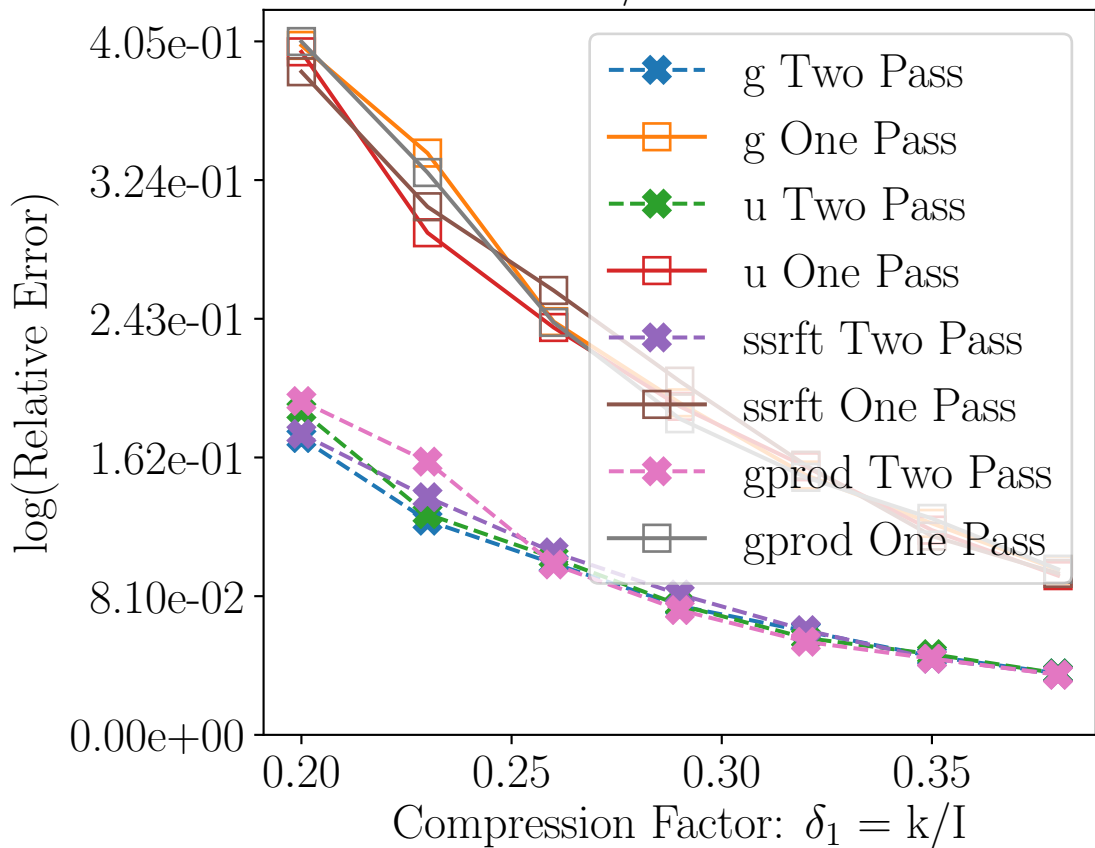 4.05e-01
3.24e-01
2.43e-01
1.62e-01
8.10e-02
0.00e+00
log(Relative Error)
g Two Pass
g One Pass
u Two Pass
u One Pass
ssrft Two Pass
ssrft One Pass
gprod Two Pass
gprod One Pass
0.20 0.25 0.30 0.35
Compression Factor: δ₁ = k/I